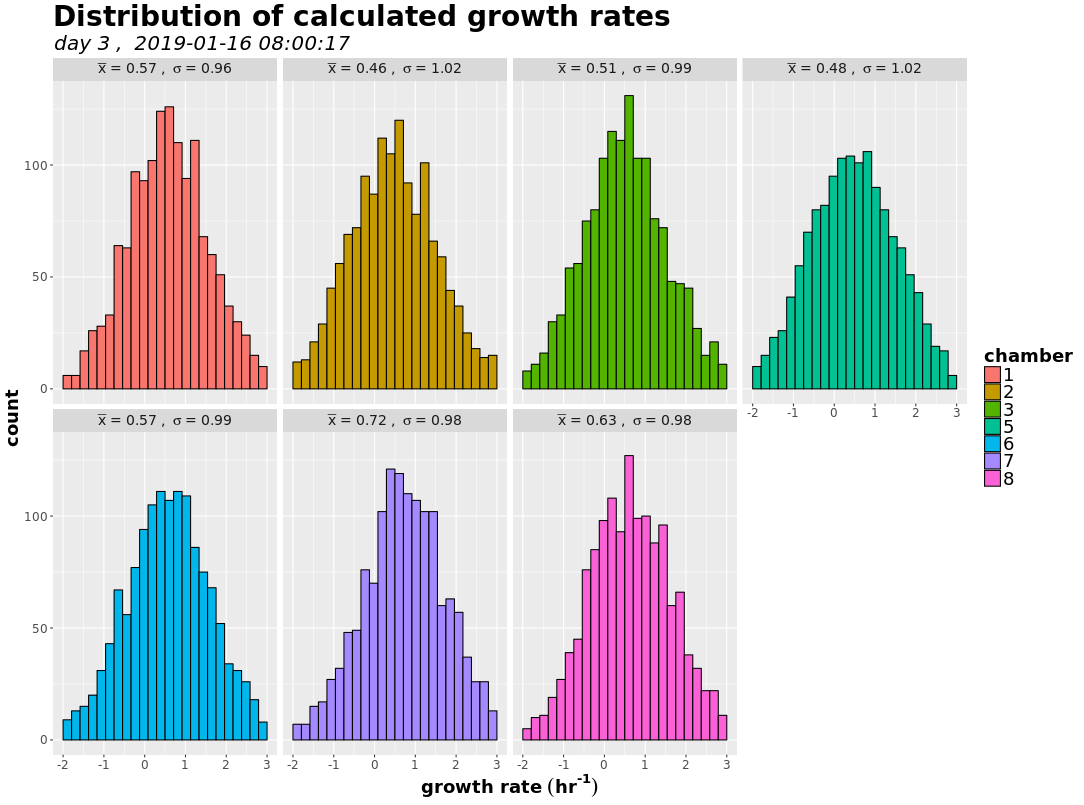 Distribution of calculated growth rates
day 3 ,  2019-01-16 08:00:17
x̅ = 0.57 ,  σ = 0.96
x̅ = 0.46 ,  σ = 1.02
x̅ = 0.51 ,  σ = 0.99
x̅ = 0.48 ,  σ = 1.02
100
50
0
-2 -1 0 1 2 3
x̅ = 0.57 ,  σ = 0.99
x̅ = 0.72 ,  σ = 0.98
x̅ = 0.63 ,  σ = 0.98
100
50
0
-2 -1 0 1 2 3
-2 -1 0 1 2 3
-2 -1 0 1 2 3
count
growth rate (hr⁻¹)
chamber
1
2
3
5
6
7
8